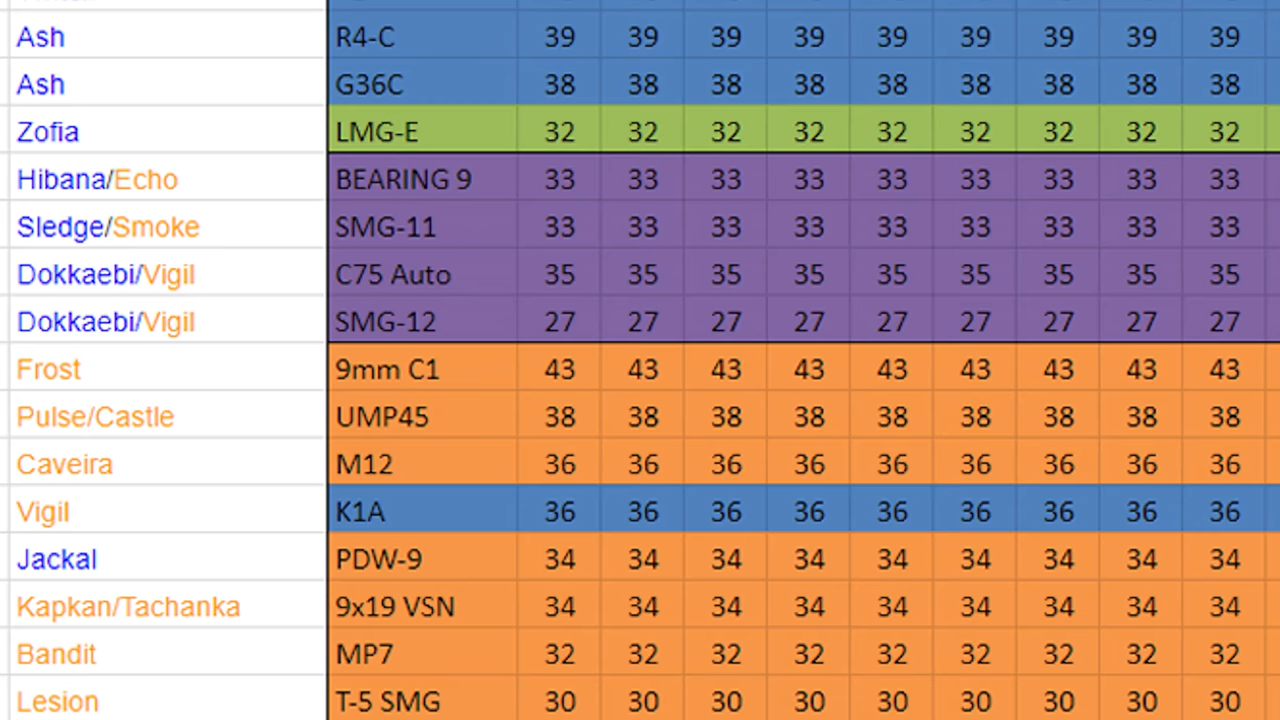 Ash R4-C 39 39 39 39 39 39 39 39 39
Ash G36C 38 38 38 38 38 38 38 38 38
Zofia LMG-E 32 32 32 32 32 32 32 32 32
Hibana/Echo BEARING 9 33 33 33 33 33 33 33 33 33
Sledge/Smoke SMG-11 33 33 33 33 33 33 33 33 33
Dokkaebi/Vigil C75 Auto 35 35 35 35 35 35 35 35 35
Dokkaebi/Vigil SMG-12 27 27 27 27 27 27 27 27 27
Frost 9mm C1 43 43 43 43 43 43 43 43 43
Pulse/Castle UMP45 38 38 38 38 38 38 38 38 38
Caveira M12 36 36 36 36 36 36 36 36 36
Vigil K1A 36 36 36 36 36 36 36 36 36
Jackal PDW-9 34 34 34 34 34 34 34 34 34
Kapkan/Tachanka 9x19 VSN 34 34 34 34 34 34 34 34 34
Bandit MP7 32 32 32 32 32 32 32 32 32
Lesion T-5 SMG 30 30 30 30 30 30 30 30 30